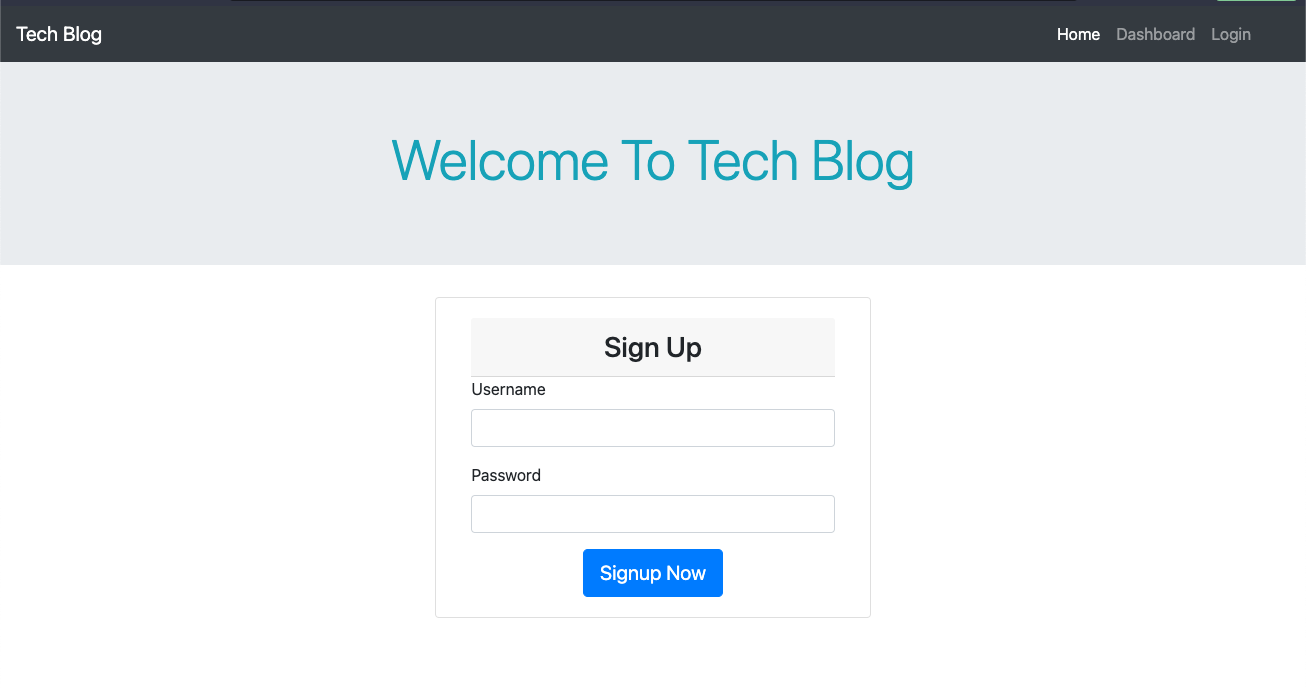 Tech Blog
Home Dashboard Login
Welcome To Tech Blog
Sign Up
Username
Password
Signup Now